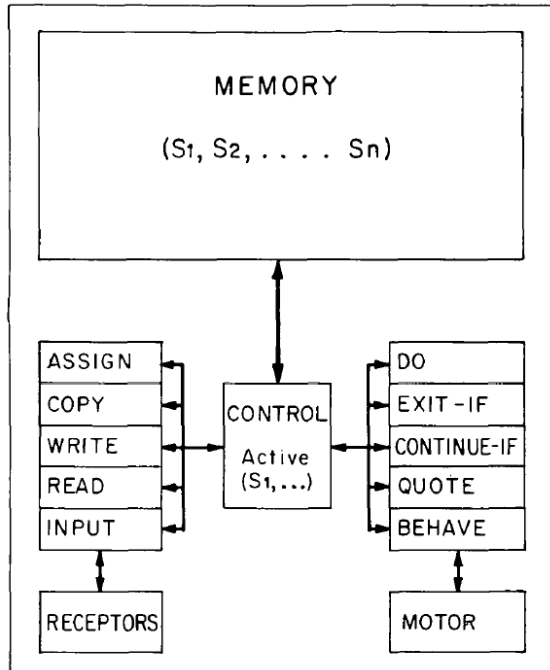 MEMORY
(S1, S2, . . . . Sn)
ASSIGN
COPY
WRITE
READ
INPUT
RECEPTORS
CONTROL
Active
(S1,...)
DO
EXIT-IF
CONTINUE-IF
QUOTE
BEHAVE
MOTOR